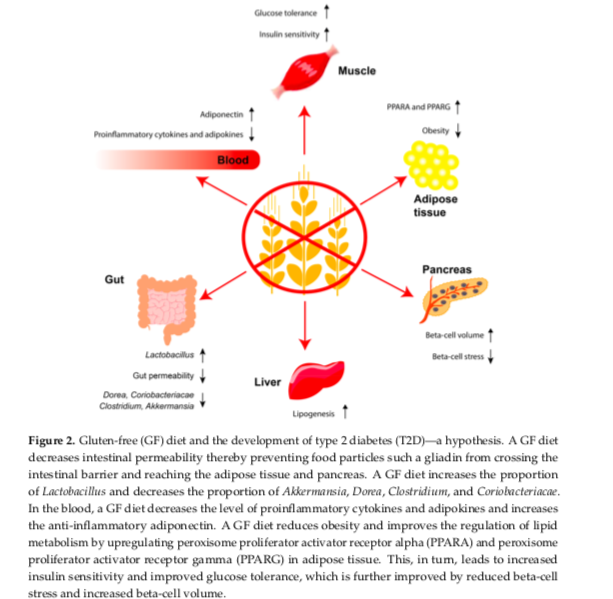 Glucose tolerance ↑
Insulin sensitivity ↑
Muscle
Adiponectin ↑
Proinflammatory cytokines and adipokines ↓
Blood
PPARA and PPARG ↑
Obesity ↓
Adipose
tissue
Gut
Lactobacillus ↑
Gut permeability ↓
Dorea, Coriobacteriacae
Clostridium, Akkermansia ↓
Pancreas
Beta-cell volume ↑
Beta-cell stress ↓
Liver
Lipogenesis ↑
Figure 2. Gluten-free (GF) diet and the development of type 2 diabetes (T2D)—a hypothesis. A GF diet
decreases intestinal permeability thereby preventing food particles such a gliadin from crossing the
intestinal barrier and reaching the adipose tissue and pancreas. A GF diet increases the proportion
of Lactobacillus and decreases the proportion of Akkermansia, Dorea, Clostridium, and Coriobacteriacae.
In the blood, a GF diet decreases the level of proinflammatory cytokines and adipokines and increases
the anti-inflammatory adiponectin. A GF diet reduces obesity and improves the regulation of lipid
metabolism by upregulating peroxisome proliferator activator receptor alpha (PPARA) and peroxisome
proliferator activator receptor gamma (PPARG) in adipose tissue. This, in turn, leads to increased
insulin sensitivity and improved glucose tolerance, which is further improved by reduced beta-cell
stress and increased beta-cell volume.